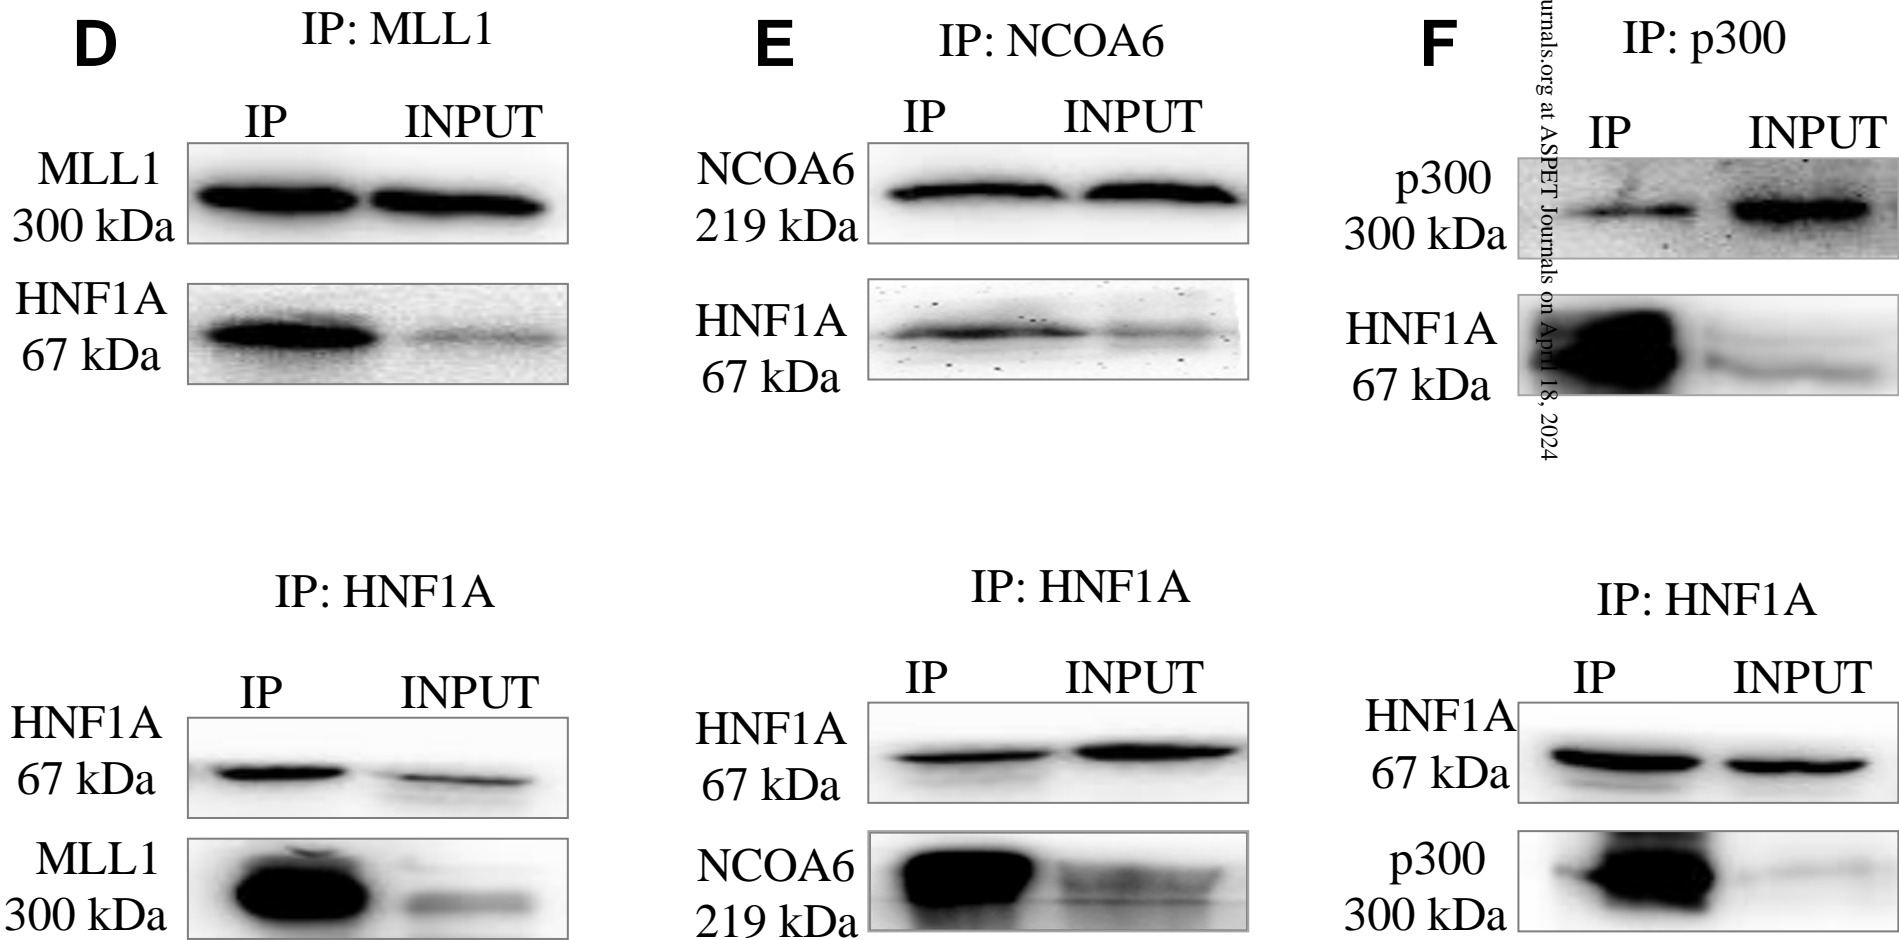 D
IP: MLL1
IP INPUT
MLL1
300 kDa
HNF1A
67 kDa
IP: HNF1A
IP INPUT
HNF1A
67 kDa
MLL1
300 kDa
E
IP: NCOA6
IP INPUT
NCOA6
219 kDa
HNF1A
67 kDa
IP: HNF1A
IP INPUT
HNF1A
67 kDa
NCOA6
219 kDa
F
IP: p300
IP INPUT
p300
300 kDa
HNF1A
67 kDa
IP: HNF1A
IP INPUT
HNF1A
67 kDa
p300
300 kDa
urnals.org at ASPET Journals on April 18, 2024